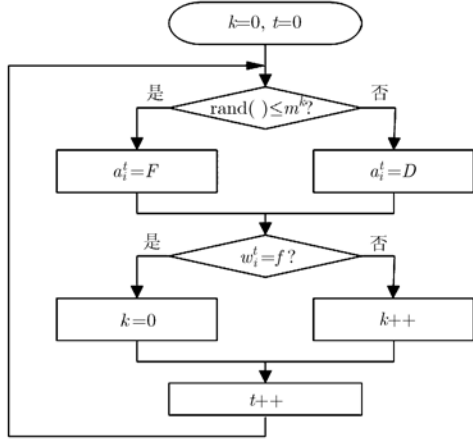 k=0, t=0
是
否
rand( )≤m^k?
a_i^t=F
a_i^t=D
是
否
w_i^t=f?
k=0
k++
t++